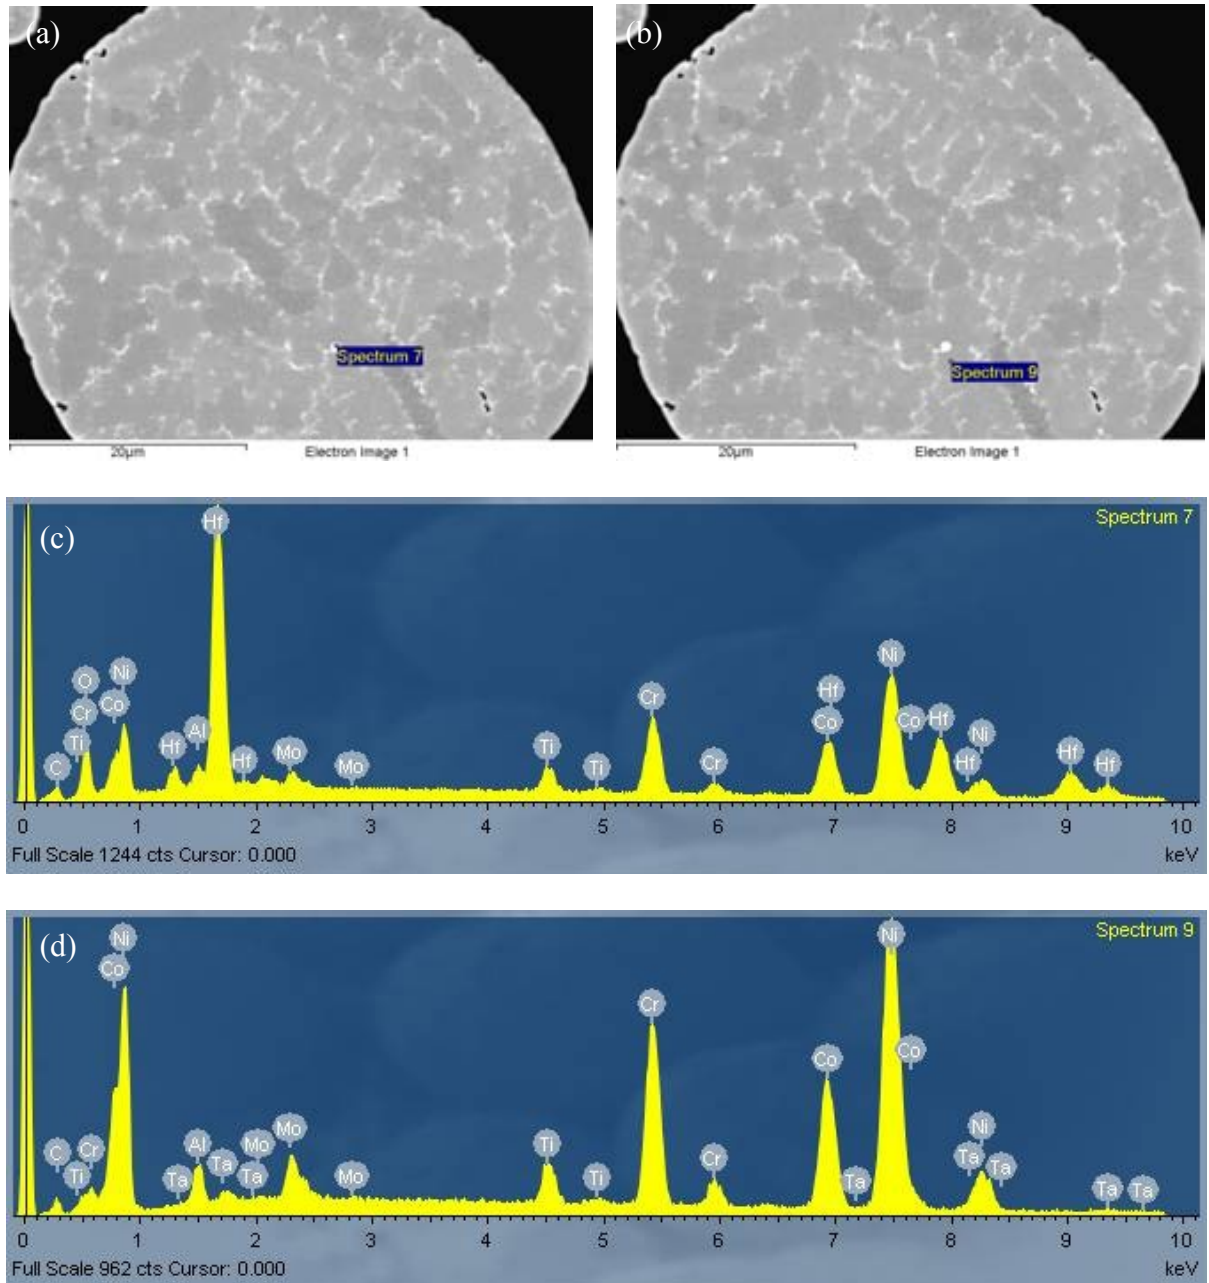 (a) (b)
Spectrum 7
Spectrum 9
20µm Electron Image 1 20µm Electron Image 1
(c) Spectrum 7
Hf
O Ni
Cr Co Hf
Ti Hf Al Hf Mo Mo
C
Ti Ti
Cr Cr
Hf Ni
Co Co Hf Ni
Hf Hf Hf
0 1 2 3 4 5 6 7 8 9 10
Full Scale 1244 cts Cursor: 0.000 keV
(d) Spectrum 9
Ni Ni
Co
Cr
Co Co
C Cr Al Mo Mo Ti Ni
Ti Ta Ta Ta Mo Ti Cr Ta Ta Ta Ta Ta
0 1 2 3 4 5 6 7 8 9 10
Full Scale 962 cts Cursor: 0.000 keV